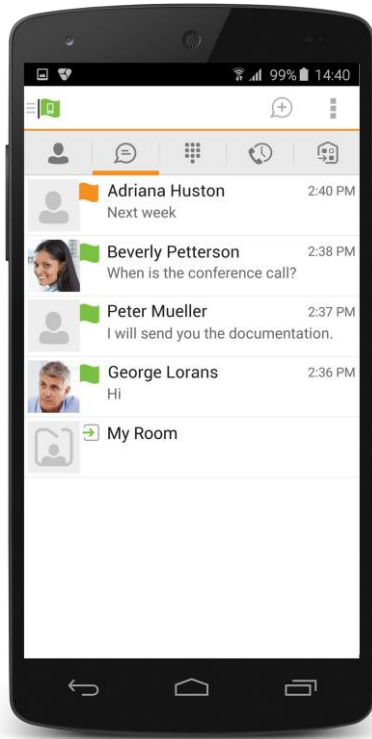 99% 14:40
Adriana Huston 2:40 PM
Next week
Beverly Petterson 2:38 PM
When is the conference call?
Peter Mueller 2:37 PM
I will send you the documentation.
George Lorans 2:36 PM
Hi
My Room